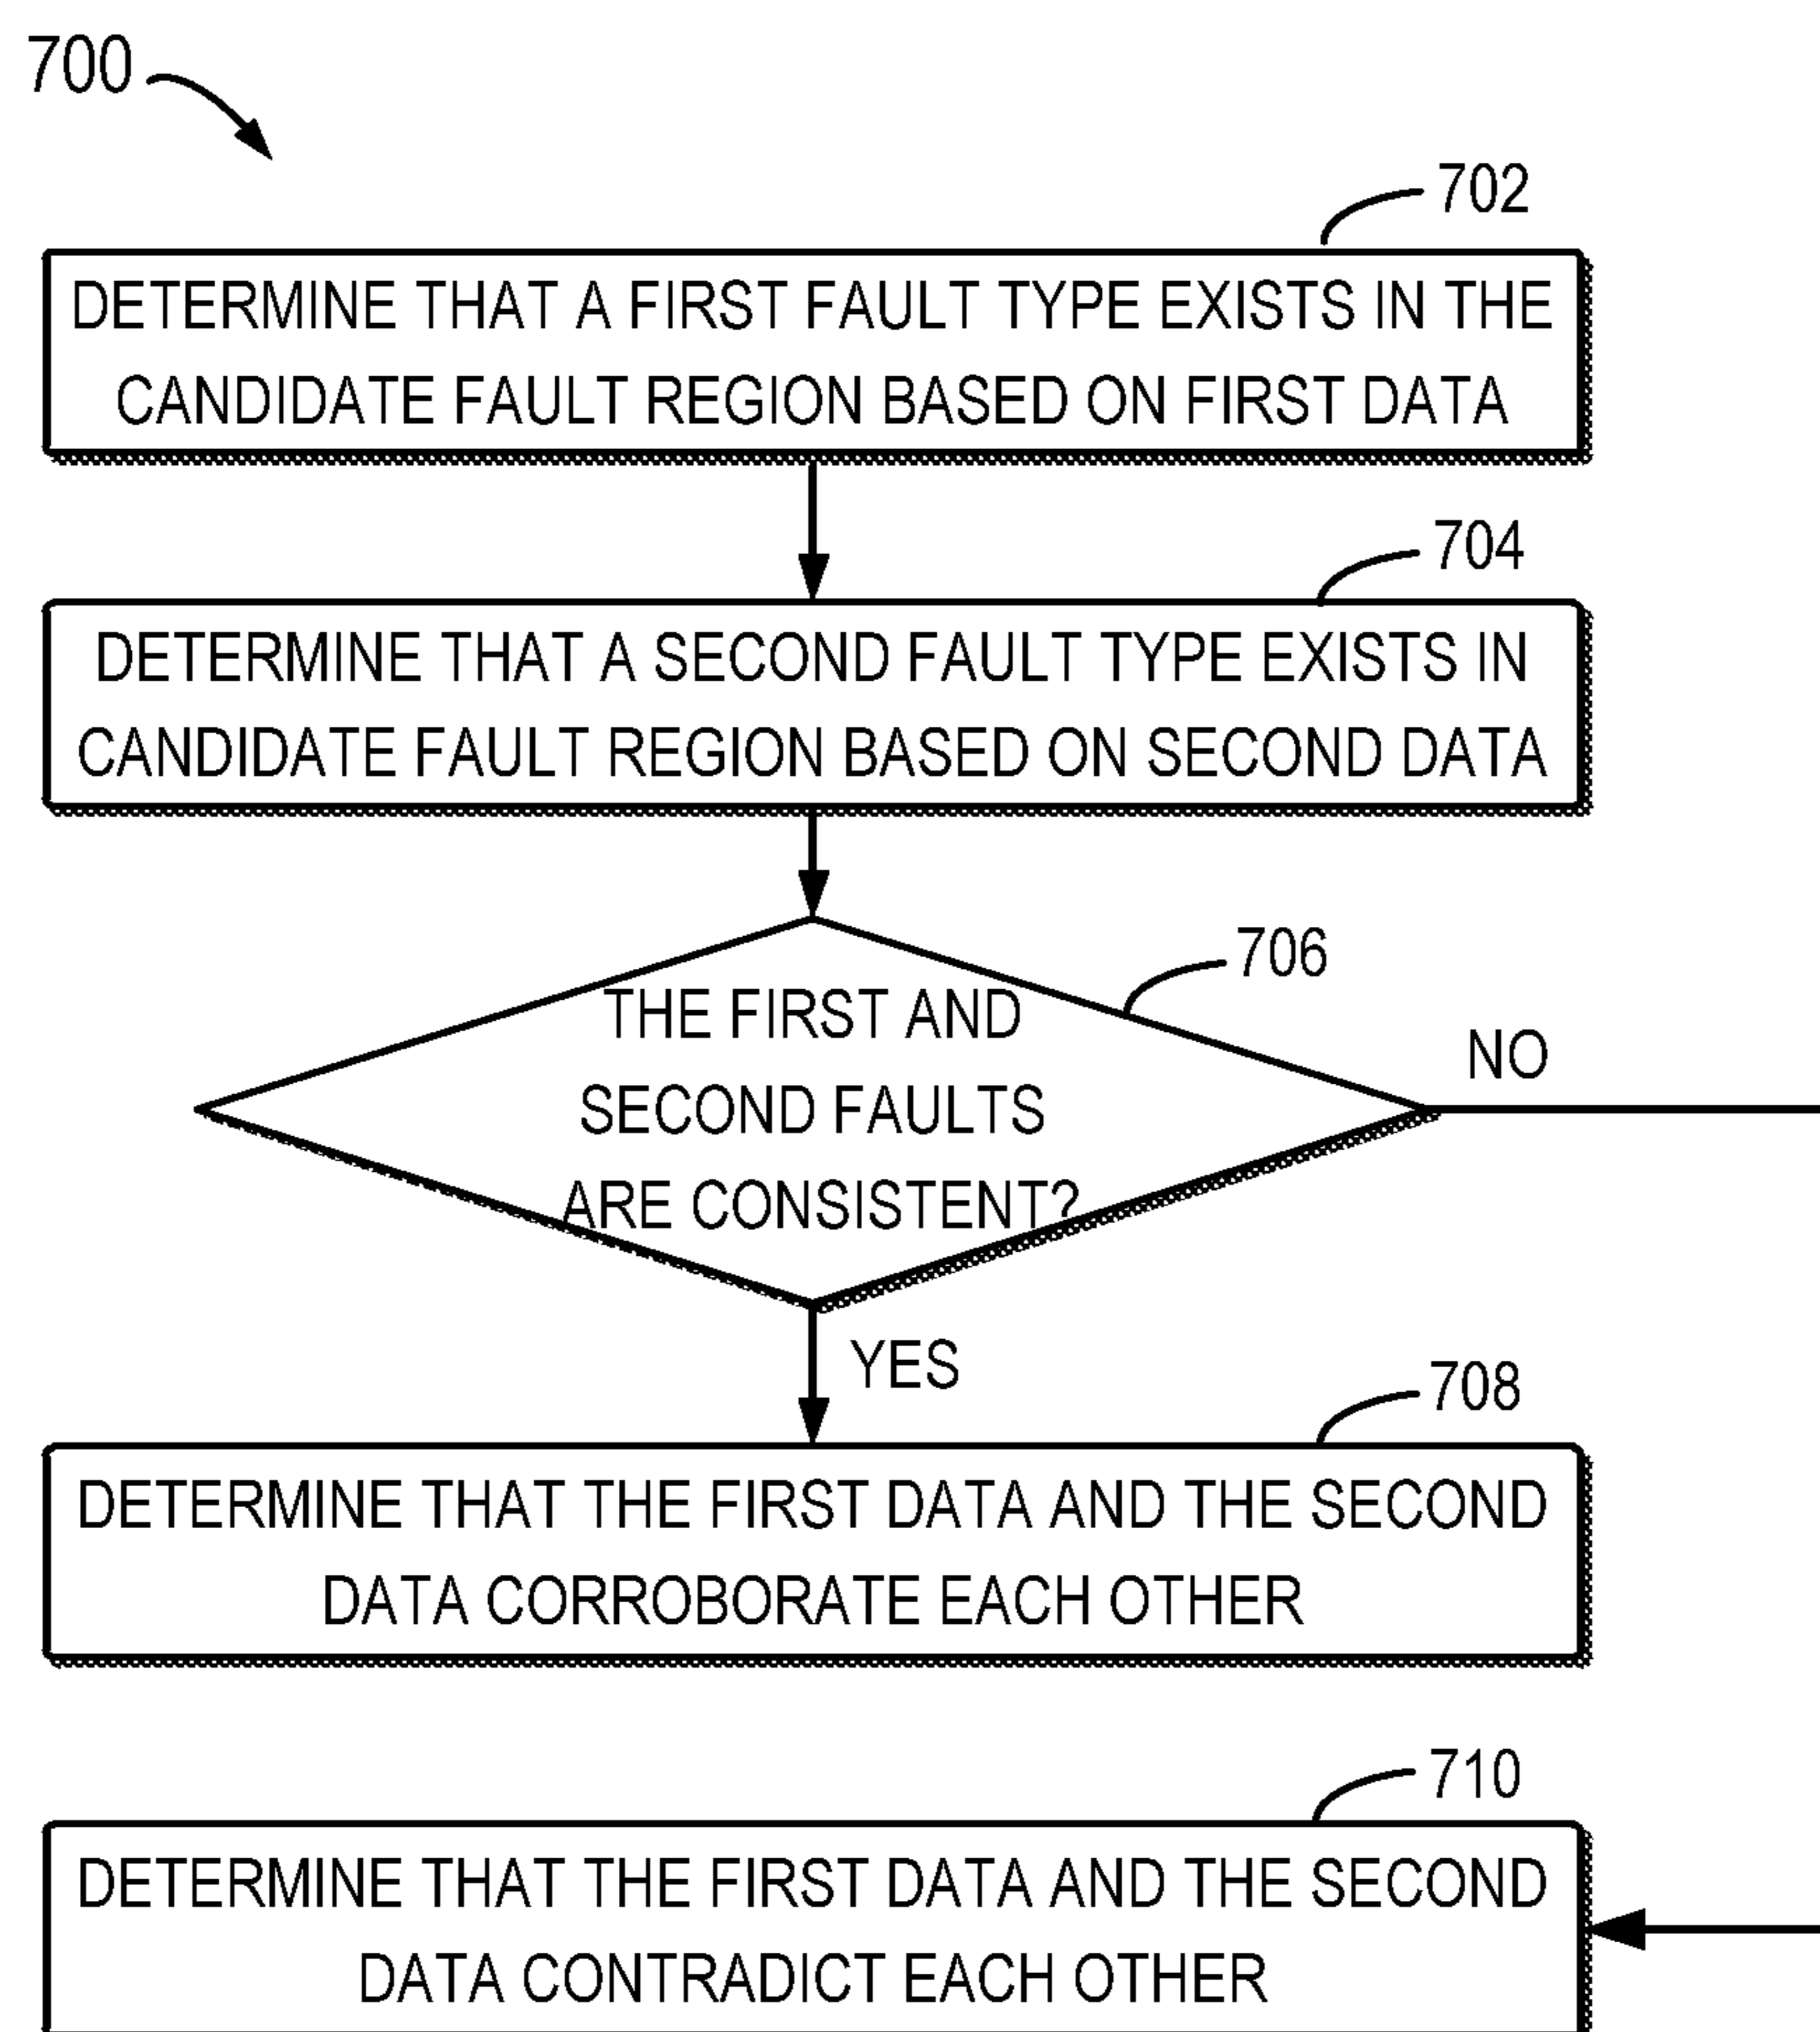 700
702
DETERMINE THAT A FIRST FAULT TYPE EXISTS IN THE
CANDIDATE FAULT REGION BASED ON FIRST DATA
704
DETERMINE THAT A SECOND FAULT TYPE EXISTS IN
CANDIDATE FAULT REGION BASED ON SECOND DATA
706
THE FIRST AND
SECOND FAULTS
ARE CONSISTENT?
NO
YES
708
DETERMINE THAT THE FIRST DATA AND THE SECOND
DATA CORROBORATE EACH OTHER
710
DETERMINE THAT THE FIRST DATA AND THE SECOND
DATA CONTRADICT EACH OTHER